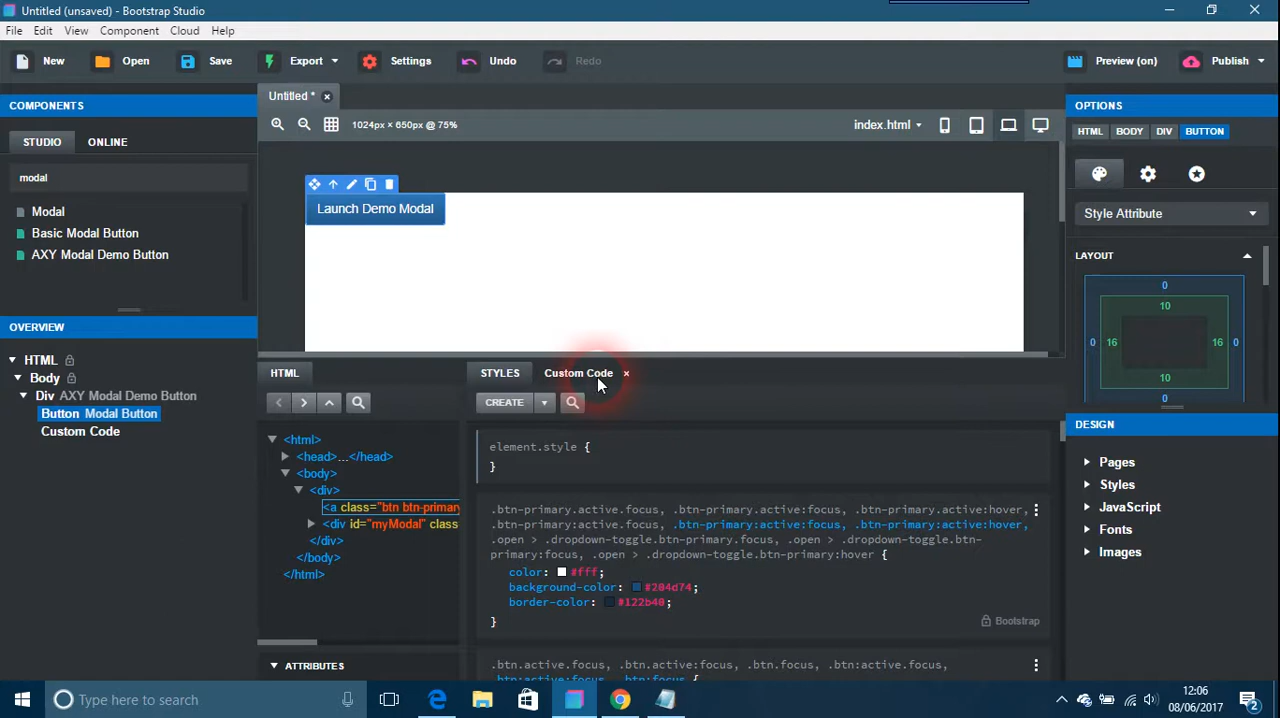 Untitled (unsaved) - Bootstrap Studio
File Edit View Component Cloud Help
New Open Save Export Settings Undo Redo Preview (on) Publish
COMPONENTS
STUDIO ONLINE
modal
Modal
Basic Modal Button
AXY Modal Demo Button
OVERVIEW
HTML
Body
Div AXY Modal Demo Button
Button Modal Button
Custom Code
Untitled * ×
1024px × 650px @ 75% index.html
Launch Demo Modal
HTML
<html>
<head>...</head>
<body>
<div>
<a class="btn btn-primary
<div id="myModal" class
</div>
</body>
</html>
ATTRIBUTES
STYLES Custom Code ×
CREATE
element.style {
}
.btn-primary.active.focus, .btn-primary.active:focus, .btn-primary.active:hover,
.btn-primary:active.focus, .btn-primary:active:focus, .btn-primary:active:hover,
.open > .dropdown-toggle.btn-primary.focus, .open > .dropdown-toggle.btn-
primary:focus, .open > .dropdown-toggle.btn-primary:hover {
color: #fff;
background-color: #204d74;
border-color: #122b40;
}
Bootstrap
.btn.active.focus, .btn.active:focus, .btn.focus, .btn:active.focus,
.btn:active:focus, .btn:focus {
OPTIONS
HTML BODY DIV BUTTON
Style Attribute
LAYOUT
0
10
0 16 16 0
10
0
DESIGN
Pages
Styles
JavaScript
Fonts
Images
Type here to search
12:06
08/06/2017
2